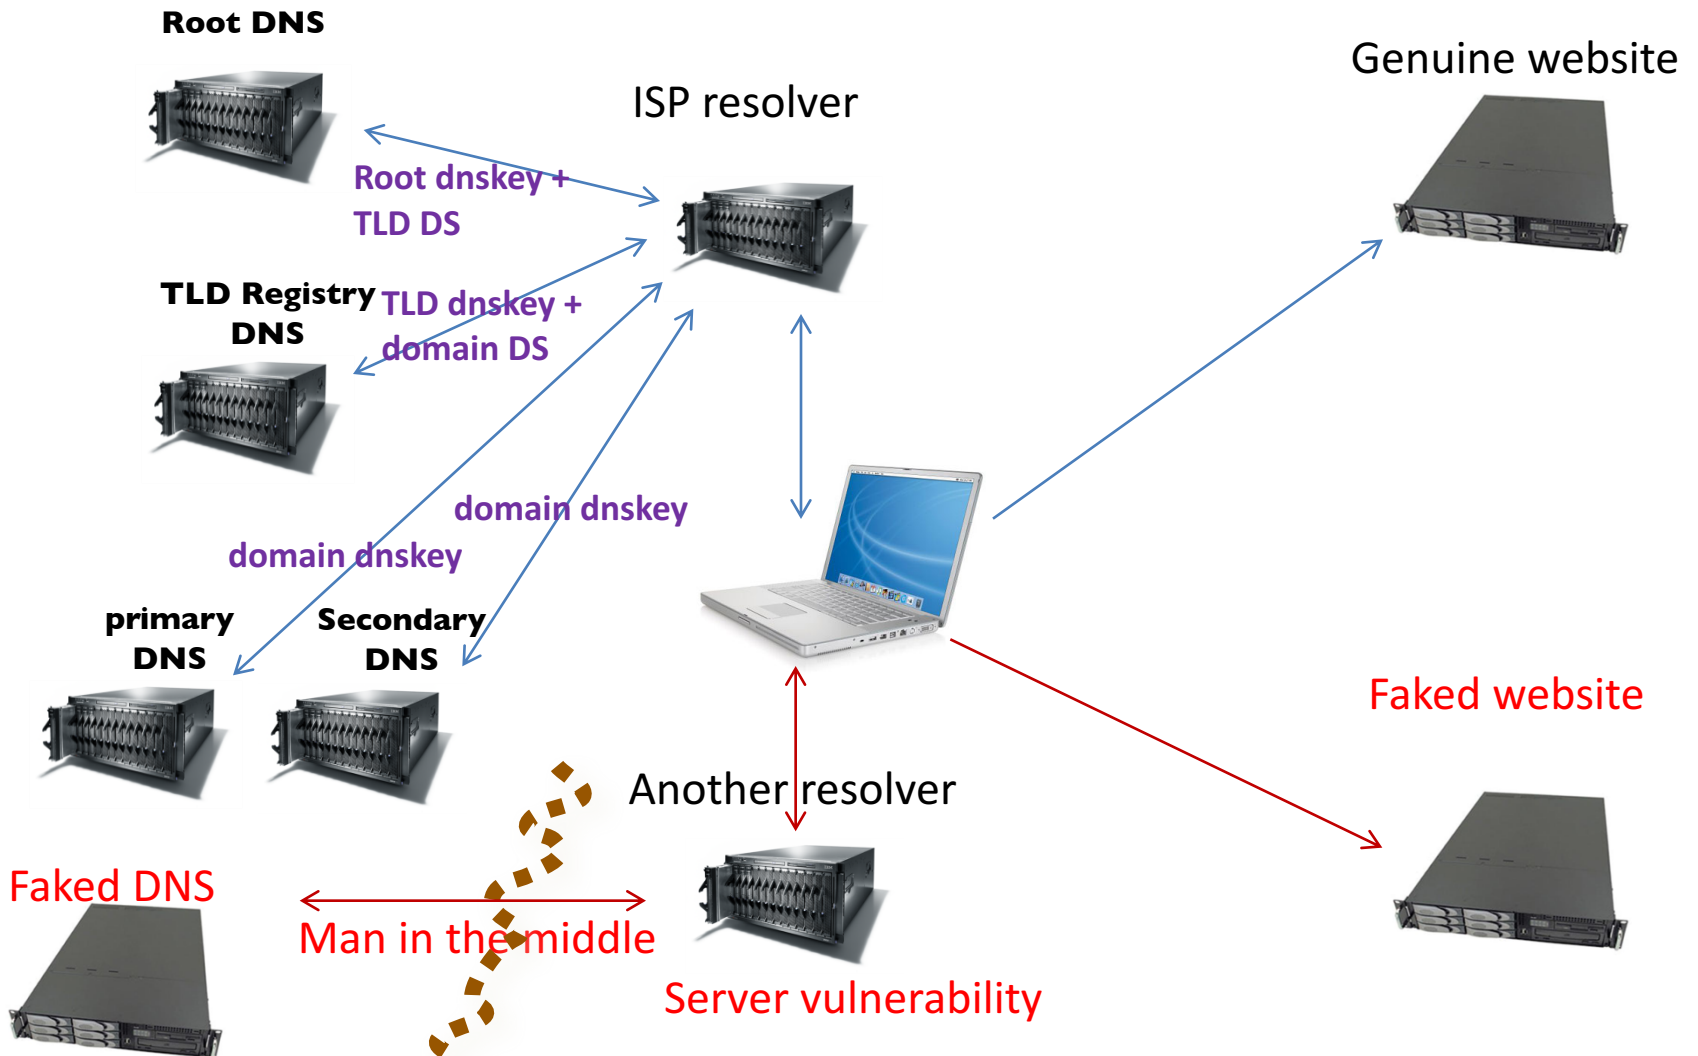 Root DNS
Genuine website
ISP resolver
Root dnskey +
TLD DS
TLD Registry
DNS
TLD dnskey +
domain DS
domain dnskey
domain dnskey
primary
DNS
Secondary
DNS
Faked website
Another resolver
Faked DNS
Man in the middle
Server vulnerability